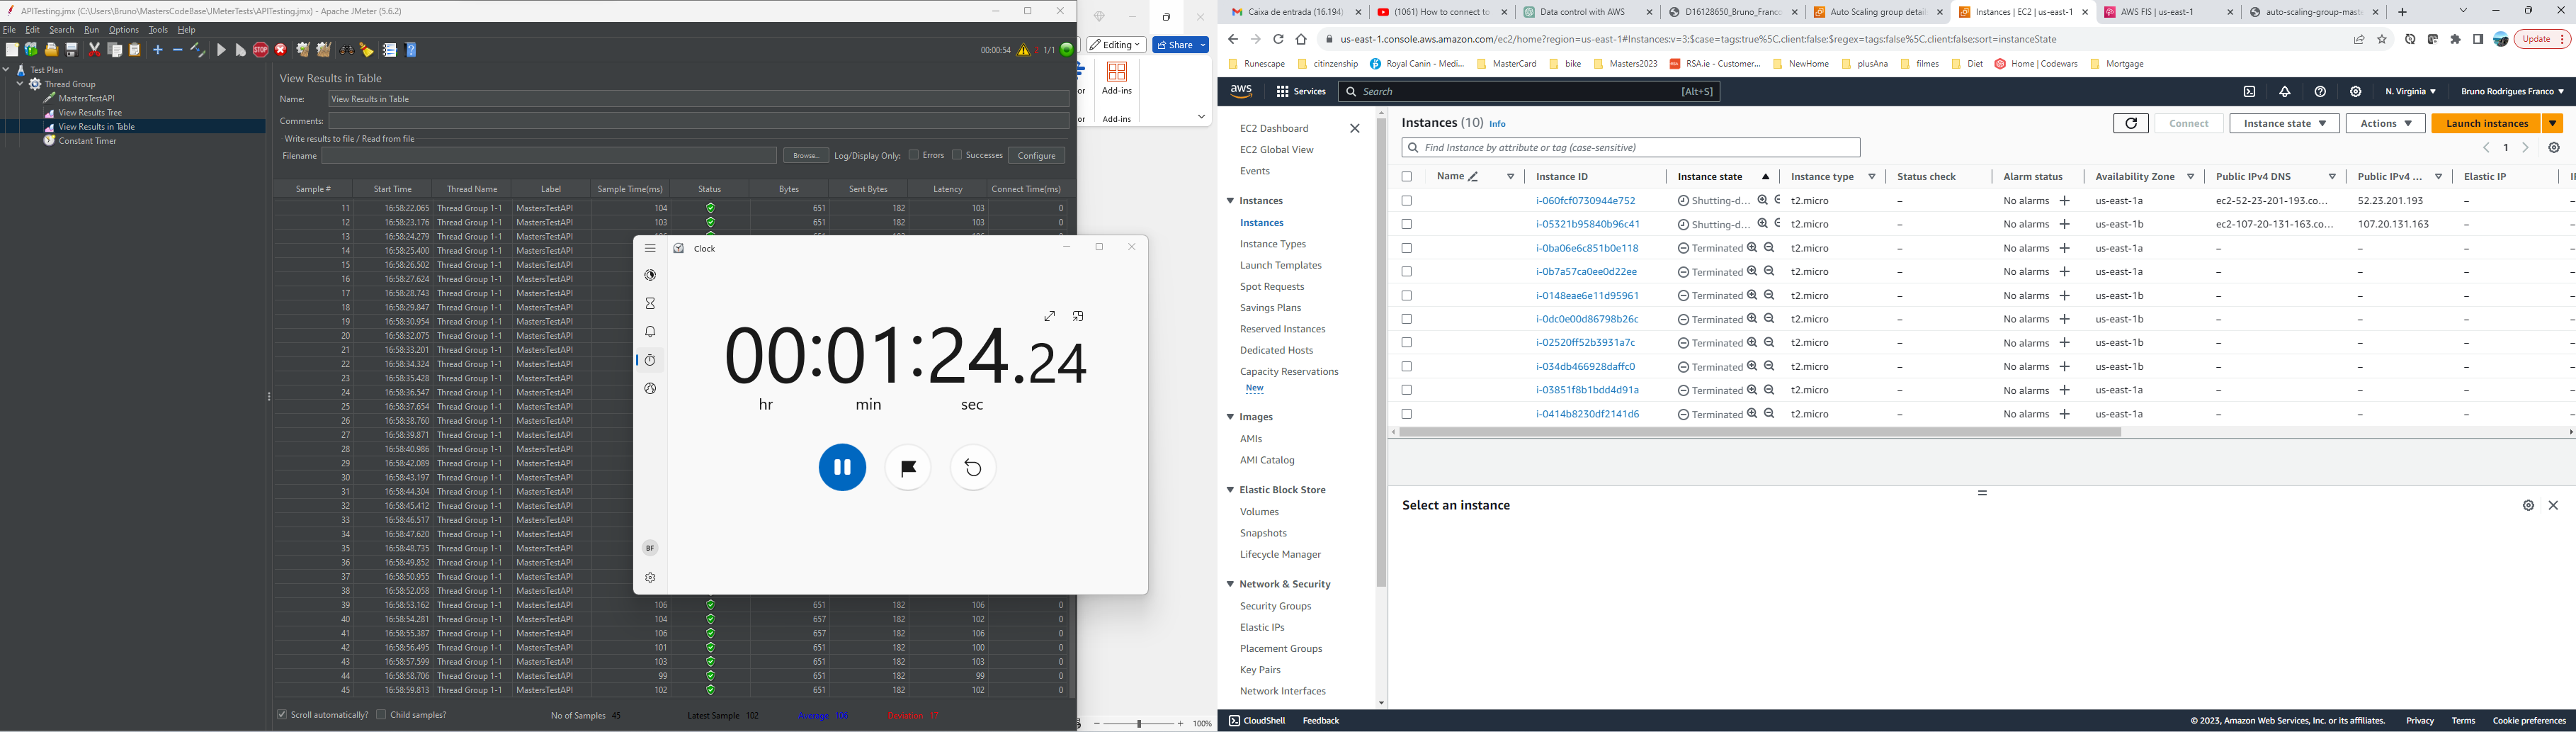 APITesting.jmx (C:\Users\Bruno\MastersCodeBase\JMeterTests\APITesting.jmx) - Apache JMeter (5.6.2)
File Edit Search Run Options Tools Help
00:00:54 2 1/1
Test Plan
Thread Group
MastersTestAPI
View Results Tree
View Results in Table
Constant Timer
View Results in Table
Name: View Results in Table
Comments:
Write results to file / Read from file
Filename Browse... Log/Display Only: Errors Successes Configure
Sample # Start Time Thread Name Label Sample Time(ms) Status Bytes Sent Bytes Latency Connect Time(ms)
11 16:58:22.065 Thread Group 1-1 MastersTestAPI 104 651 182 103 0
12 16:58:23.176 Thread Group 1-1 MastersTestAPI 103 651 182 103 0
13 16:58:24.279 Thread Group 1-1 MastersTestAPI
14 16:58:25.400 Thread Group 1-1 MastersTestAPI
15 16:58:26.502 Thread Group 1-1 MastersTestAPI
16 16:58:27.624 Thread Group 1-1 MastersTestAPI
17 16:58:28.743 Thread Group 1-1 MastersTestAPI
18 16:58:29.847 Thread Group 1-1 MastersTestAPI
19 16:58:30.954 Thread Group 1-1 MastersTestAPI
20 16:58:32.075 Thread Group 1-1 MastersTestAPI
21 16:58:33.201 Thread Group 1-1 MastersTestAPI
22 16:58:34.324 Thread Group 1-1 MastersTestAPI
23 16:58:35.428 Thread Group 1-1 MastersTestAPI
24 16:58:36.547 Thread Group 1-1 MastersTestAPI
25 16:58:37.654 Thread Group 1-1 MastersTestAPI
26 16:58:38.760 Thread Group 1-1 MastersTestAPI
27 16:58:39.871 Thread Group 1-1 MastersTestAPI
28 16:58:40.986 Thread Group 1-1 MastersTestAPI
29 16:58:42.089 Thread Group 1-1 MastersTestAPI
30 16:58:43.197 Thread Group 1-1 MastersTestAPI
31 16:58:44.304 Thread Group 1-1 MastersTestAPI
32 16:58:45.412 Thread Group 1-1 MastersTestAPI
33 16:58:46.517 Thread Group 1-1 MastersTestAPI
34 16:58:47.620 Thread Group 1-1 MastersTestAPI
35 16:58:48.735 Thread Group 1-1 MastersTestAPI
36 16:58:49.852 Thread Group 1-1 MastersTestAPI
37 16:58:50.955 Thread Group 1-1 MastersTestAPI
38 16:58:52.058 Thread Group 1-1 MastersTestAPI
39 16:58:53.162 Thread Group 1-1 MastersTestAPI 106 651 182 106 0
40 16:58:54.281 Thread Group 1-1 MastersTestAPI 104 657 182 102 0
41 16:58:55.387 Thread Group 1-1 MastersTestAPI 106 657 182 106 0
42 16:58:56.495 Thread Group 1-1 MastersTestAPI 101 651 182 100 0
43 16:58:57.599 Thread Group 1-1 MastersTestAPI 103 651 182 103 0
44 16:58:58.706 Thread Group 1-1 MastersTestAPI 99 651 182 99 0
45 16:58:59.813 Thread Group 1-1 MastersTestAPI 102 651 182 102 0
Scroll automatically? Child samples? No of Samples 45 Latest Sample 102 Average 106 Deviation 17
Clock
00:01:24.24
hr min sec
BF
Editing Share
or Add-ins
or Add-ins
100%
Caixa de entrada (16.194) (1061) How to connect to Data control with AWS D16128650_Bruno_Franco Auto Scaling group detail Instances | EC2 | us-east-1 AWS FIS | us-east-1 auto-scaling-group-mast
us-east-1.console.aws.amazon.com/ec2/home?region=us-east-1#Instances:v=3;$case=tags:true%5C,client:false;$regex=tags:false%5C,client:false;sort=instanceState Update
Runescape citinzenship Royal Canin - Medi... MasterCard bike Masters2023 RSA.ie - Customer... NewHome plusAna filmes Diet Home | Codewars Mortgage
aws Services Search [Alt+S] N. Virginia Bruno Rodrigues Franco
EC2 Dashboard
EC2 Global View
Events
Instances
Instances
Instance Types
Launch Templates
Spot Requests
Savings Plans
Reserved Instances
Dedicated Hosts
Capacity Reservations
New
Images
AMIs
AMI Catalog
Elastic Block Store
Volumes
Snapshots
Lifecycle Manager
Network & Security
Security Groups
Elastic IPs
Placement Groups
Key Pairs
Network Interfaces
Instances (10) Info Connect Instance state Actions Launch instances
Find Instance by attribute or tag (case-sensitive) 1
Name Instance ID Instance state Instance type Status check Alarm status Availability Zone Public IPv4 DNS Public IPv4 ... Elastic IP
i-060fcf0730944e752 Shutting-d... t2.micro – No alarms + us-east-1a ec2-52-23-201-193.co... 52.23.201.193 –
i-05321b95840b96c41 Shutting-d... t2.micro – No alarms + us-east-1b ec2-107-20-131-163.co... 107.20.131.163 –
i-0ba06e6c851b0e118 Terminated t2.micro – No alarms + us-east-1a – – –
i-0b7a57ca0ee0d22ee Terminated t2.micro – No alarms + us-east-1a – – –
i-0148eae6e11d95961 Terminated t2.micro – No alarms + us-east-1b – – –
i-0dc0e00d86798b26c Terminated t2.micro – No alarms + us-east-1b – – –
i-02520ff52b3931a7c Terminated t2.micro – No alarms + us-east-1b – – –
i-034db466928daffc0 Terminated t2.micro – No alarms + us-east-1b – – –
i-03851f8b1bdd4d91a Terminated t2.micro – No alarms + us-east-1a – – –
i-0414b8230df2141d6 Terminated t2.micro – No alarms + us-east-1a – – –
Select an instance
CloudShell Feedback © 2023, Amazon Web Services, Inc. or its affiliates. Privacy Terms Cookie preferences